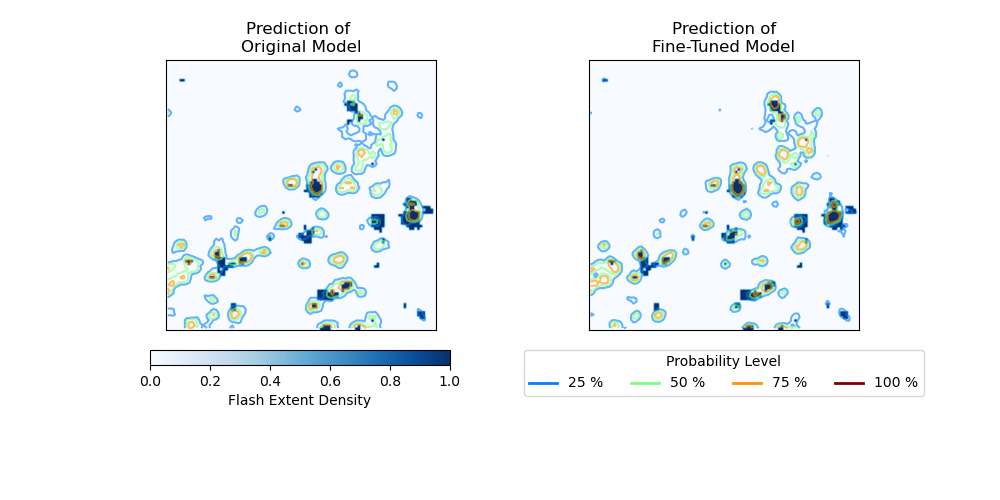 Prediction of
Original Model
Prediction of
Fine-Tuned Model
0.0 0.2 0.4 0.6 0.8 1.0
Flash Extent Density
Probability Level
25 % 50 % 75 % 100 %